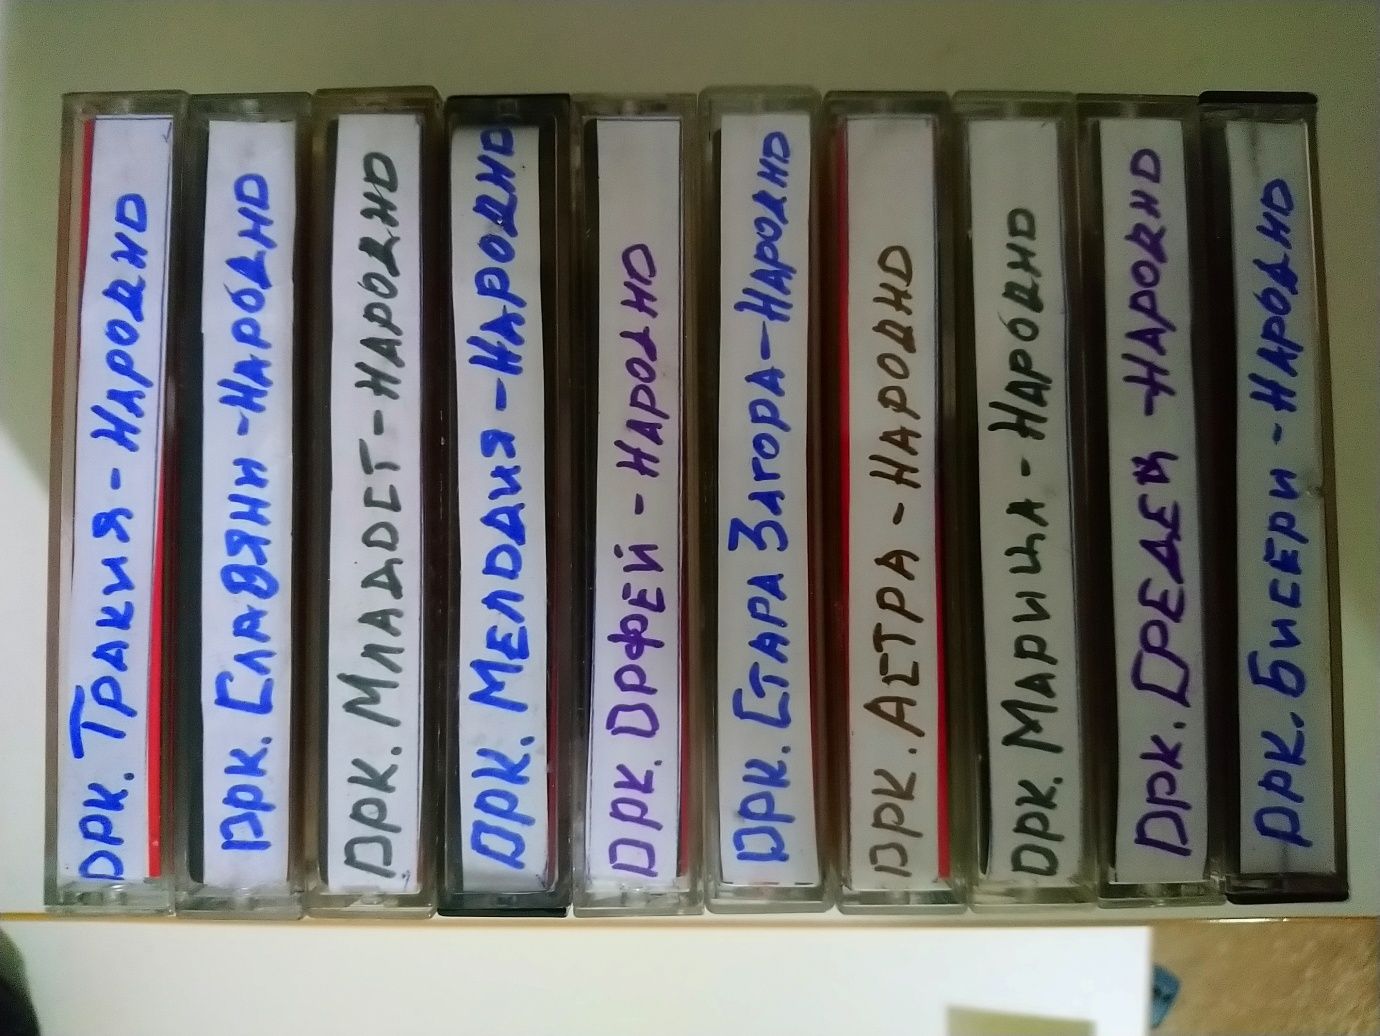 Орк. Тракия - Народно
Орк. Славяни - Народно
Орк. Младост - Народно
Орк. Мелодия - Народно
Орк. Орфей - Народно
Орк. Стара Загора - Народно
Орк. Астра - Народно
Орк. Марица - Народно
Орк. Средец - Народно
Орк. Бисери - Народно